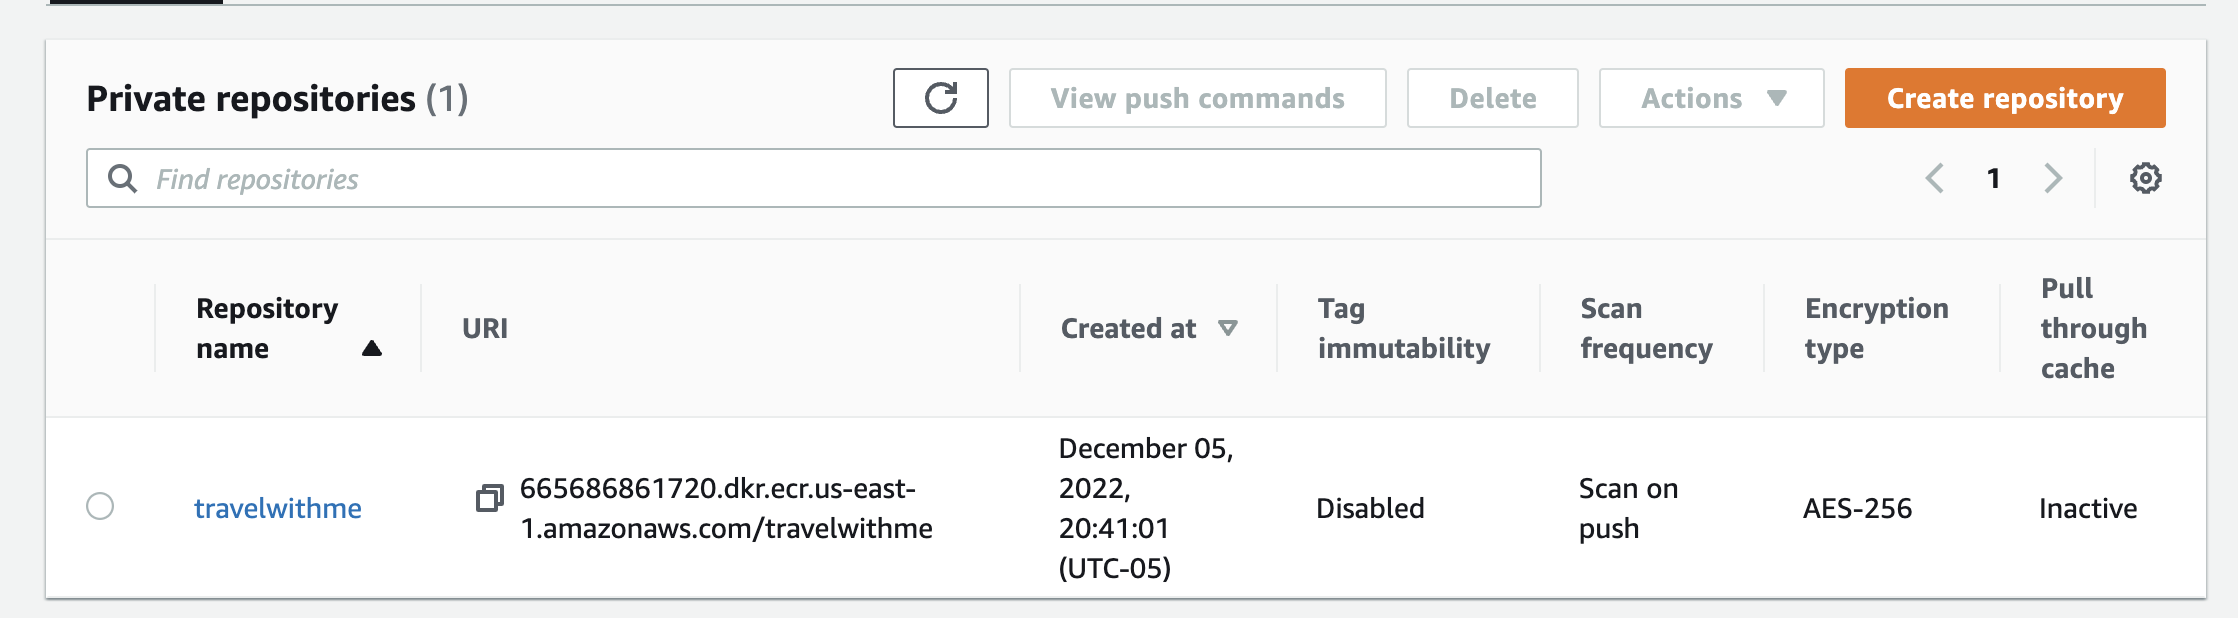 Private repositories (1)
View push commands
Delete
Actions
Create repository
Find repositories
1
Repository
name
URI
Created at
Tag
immutability
Scan
frequency
Encryption
type
Pull
through
cache
travelwithme
665686861720.dkr.ecr.us-east-
1.amazonaws.com/travelwithme
December 05,
2022,
20:41:01
(UTC-05)
Disabled
Scan on
push
AES-256
Inactive